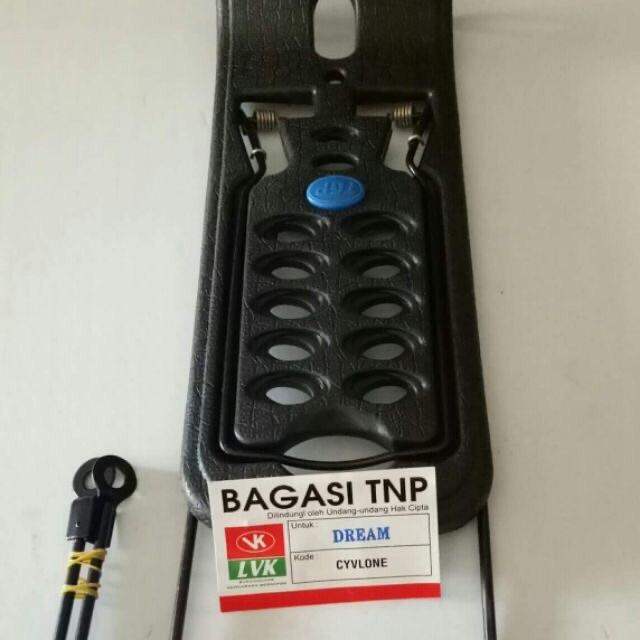 BAGASI TNP
Dilindungi oleh Undang-undang Hak Cipta
Untuk :
DREAM
Kode :
CYVLONE
VK
LVK